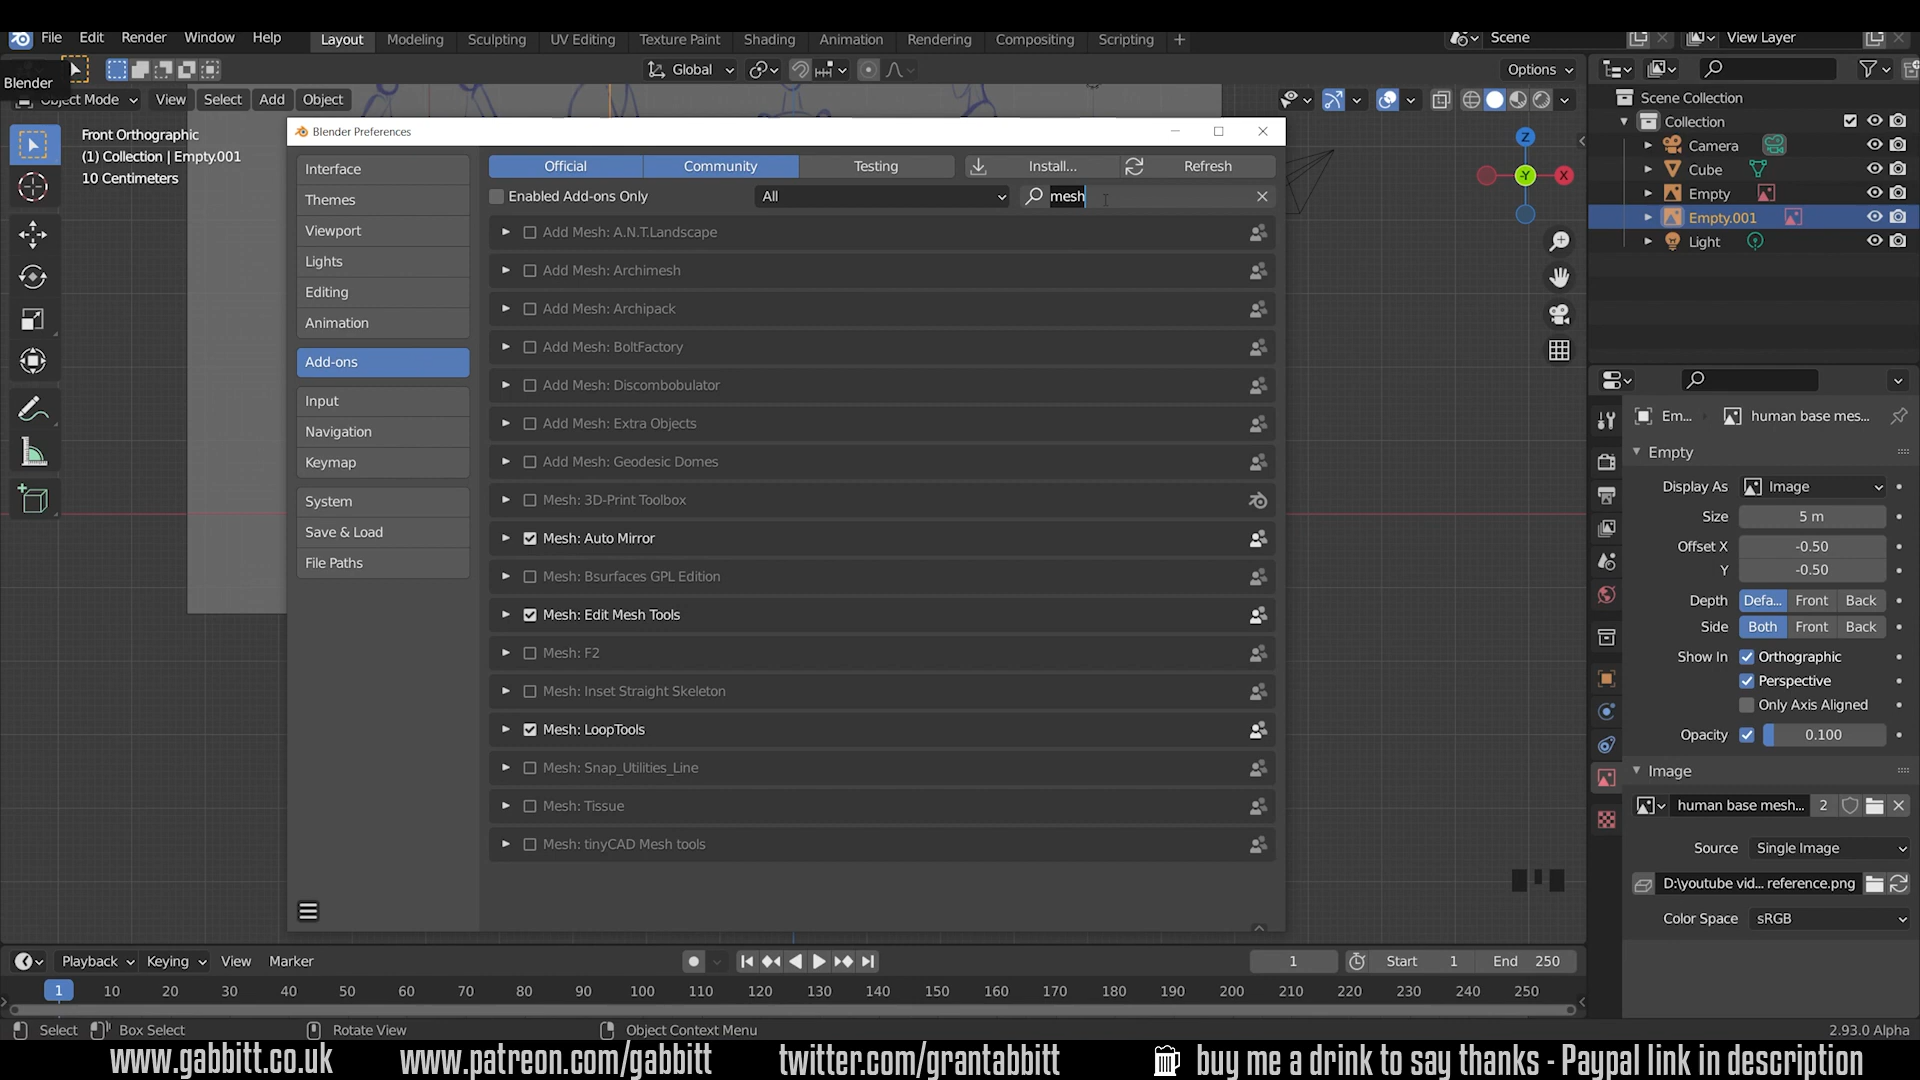 File Edit Render Window Help Layout Modeling Sculpting UV Editing Texture Paint Shading Animation Rendering Compositing Scripting + Scene View Layer
Blender
Global Options
Object Mode View Select Add Object
Front Orthographic
(1) Collection | Empty.001
10 Centimeters
Blender Preferences
Interface
Themes
Viewport
Lights
Editing
Animation
Add-ons
Input
Navigation
Keymap
System
Save & Load
File Paths
Official Community Testing Install... Refresh
Enabled Add-ons Only All mesh
Add Mesh: A.N.T.Landscape
Add Mesh: Archimesh
Add Mesh: Archipack
Add Mesh: BoltFactory
Add Mesh: Discombobulator
Add Mesh: Extra Objects
Add Mesh: Geodesic Domes
Mesh: 3D-Print Toolbox
Mesh: Auto Mirror
Mesh: Bsurfaces GPL Edition
Mesh: Edit Mesh Tools
Mesh: F2
Mesh: Inset Straight Skeleton
Mesh: LoopTools
Mesh: Snap_Utilities_Line
Mesh: Tissue
Mesh: tinyCAD Mesh tools
Z
-Y X
Scene Collection
Collection
Camera
Cube
Empty
Empty.001
Light
Em... human base mes...
Empty
Display As Image
Size 5 m
Offset X -0.50
Y -0.50
Depth Defa... Front Back
Side Both Front Back
Show In Orthographic
Perspective
Only Axis Aligned
Opacity 0.100
Image
human base mesh... 2
Source Single Image
D:\youtube vid... reference.png
Color Space sRGB
Playback Keying View Marker 1 Start 1 End 250
1 10 20 30 40 50 60 70 80 90 100 110 120 130 140 150 160 170 180 190 200 210 220 230 240 250
Select Box Select Rotate View Object Context Menu 2.93.0 Alpha
www.gabbitt.co.uk www.patreon.com/gabbitt twitter.com/grantabbitt buy me a drink to say thanks - Paypal link in description